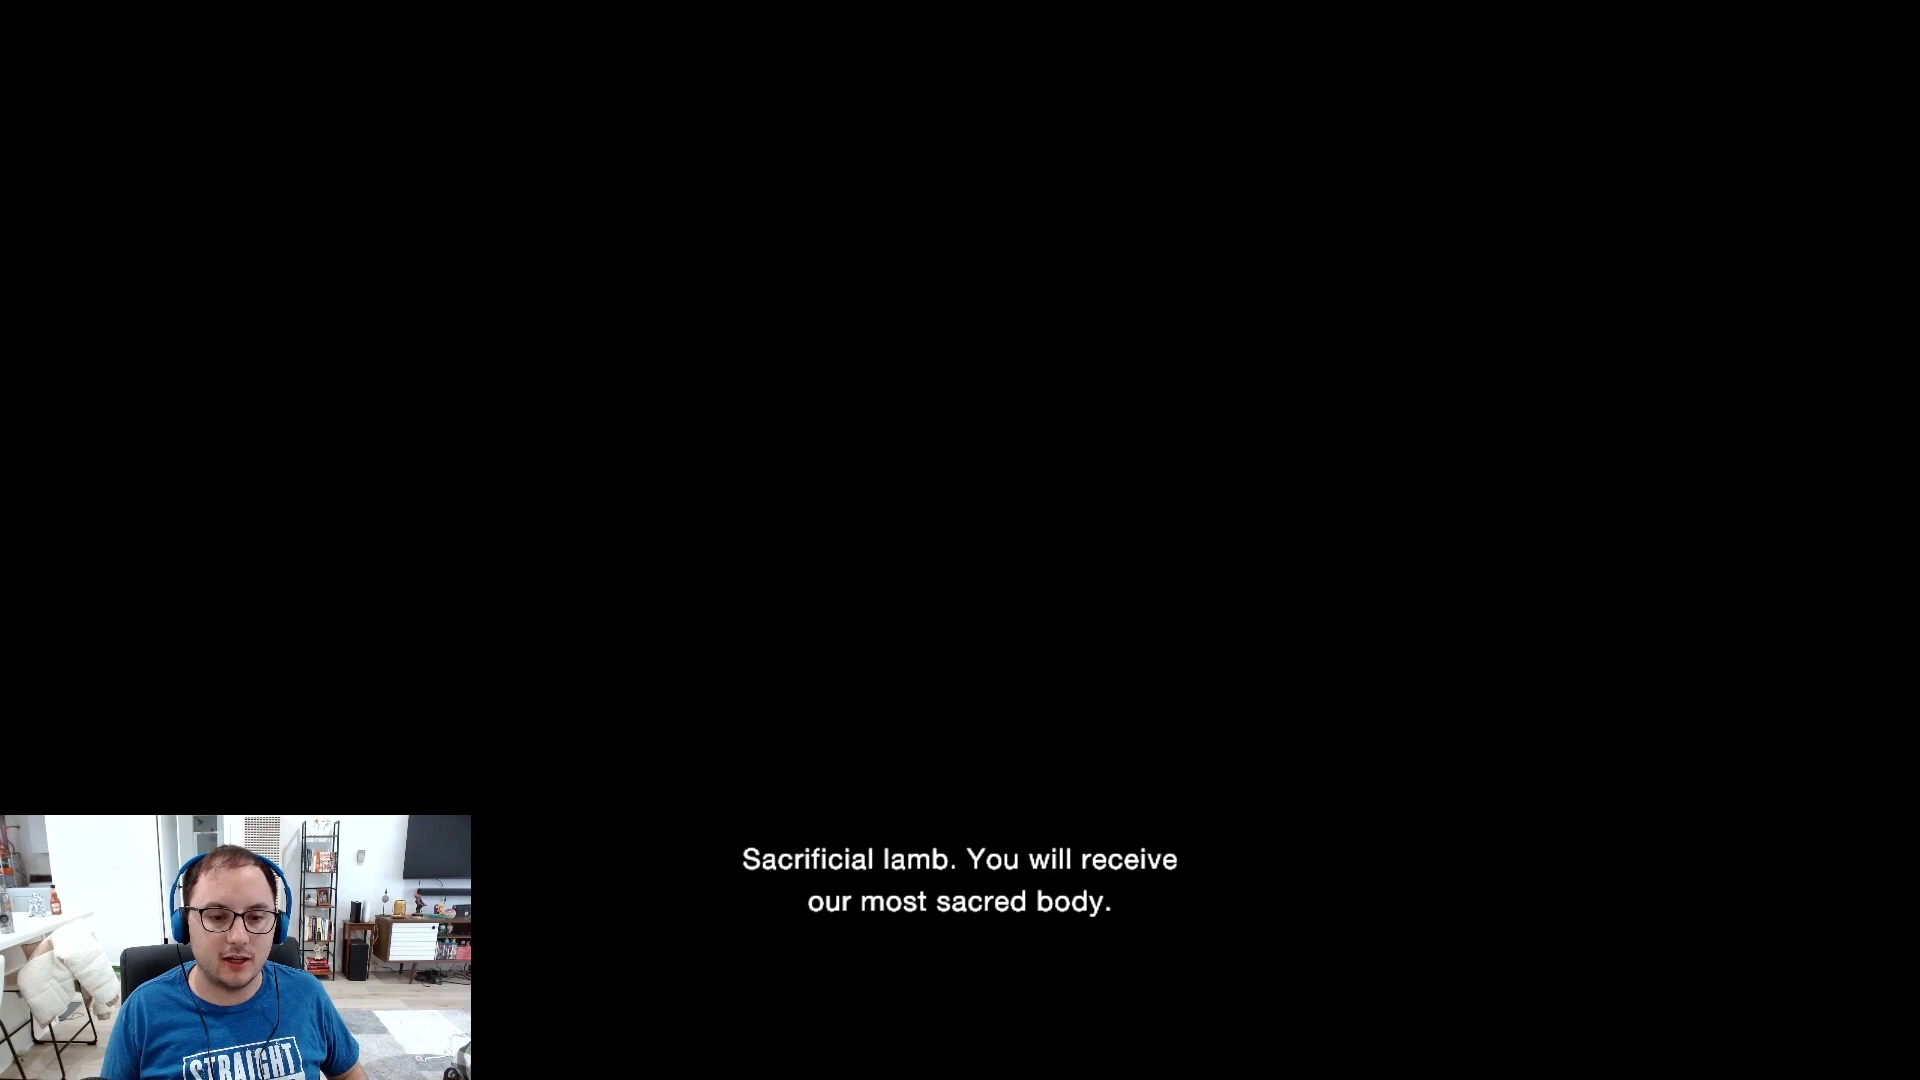 Sacrificial lamb. You will receive
our most sacred body.
STRAIGHT